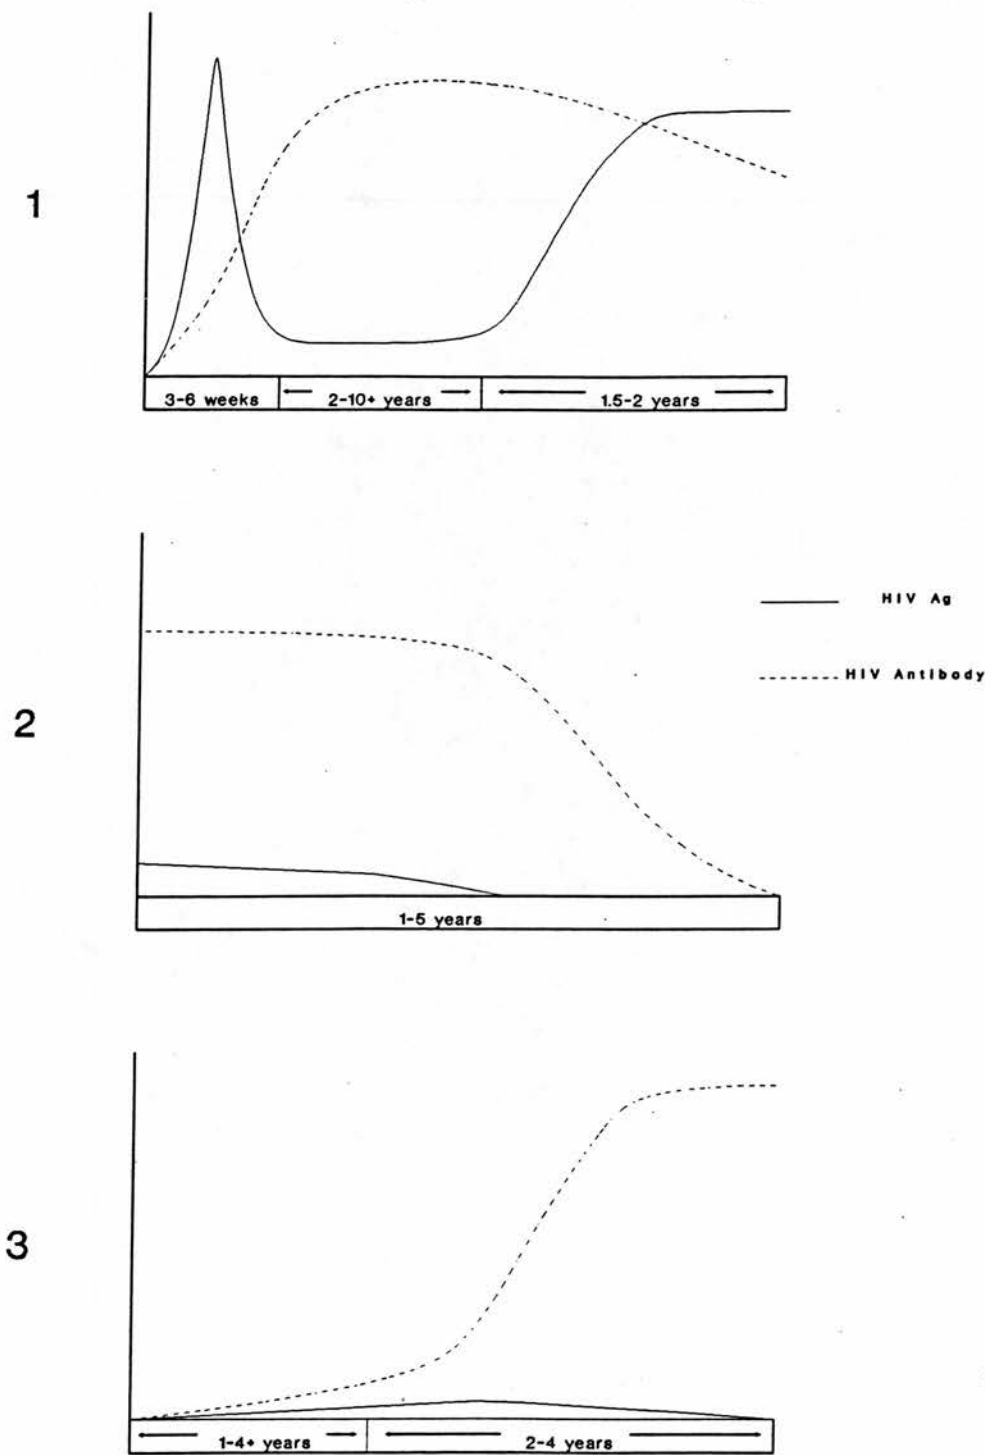 1
3-6 weeks
2-10+ years
1.5-2 years
2
HIV Ag
HIV Antibody
1-5 years
3
1-4+ years
2-4 years